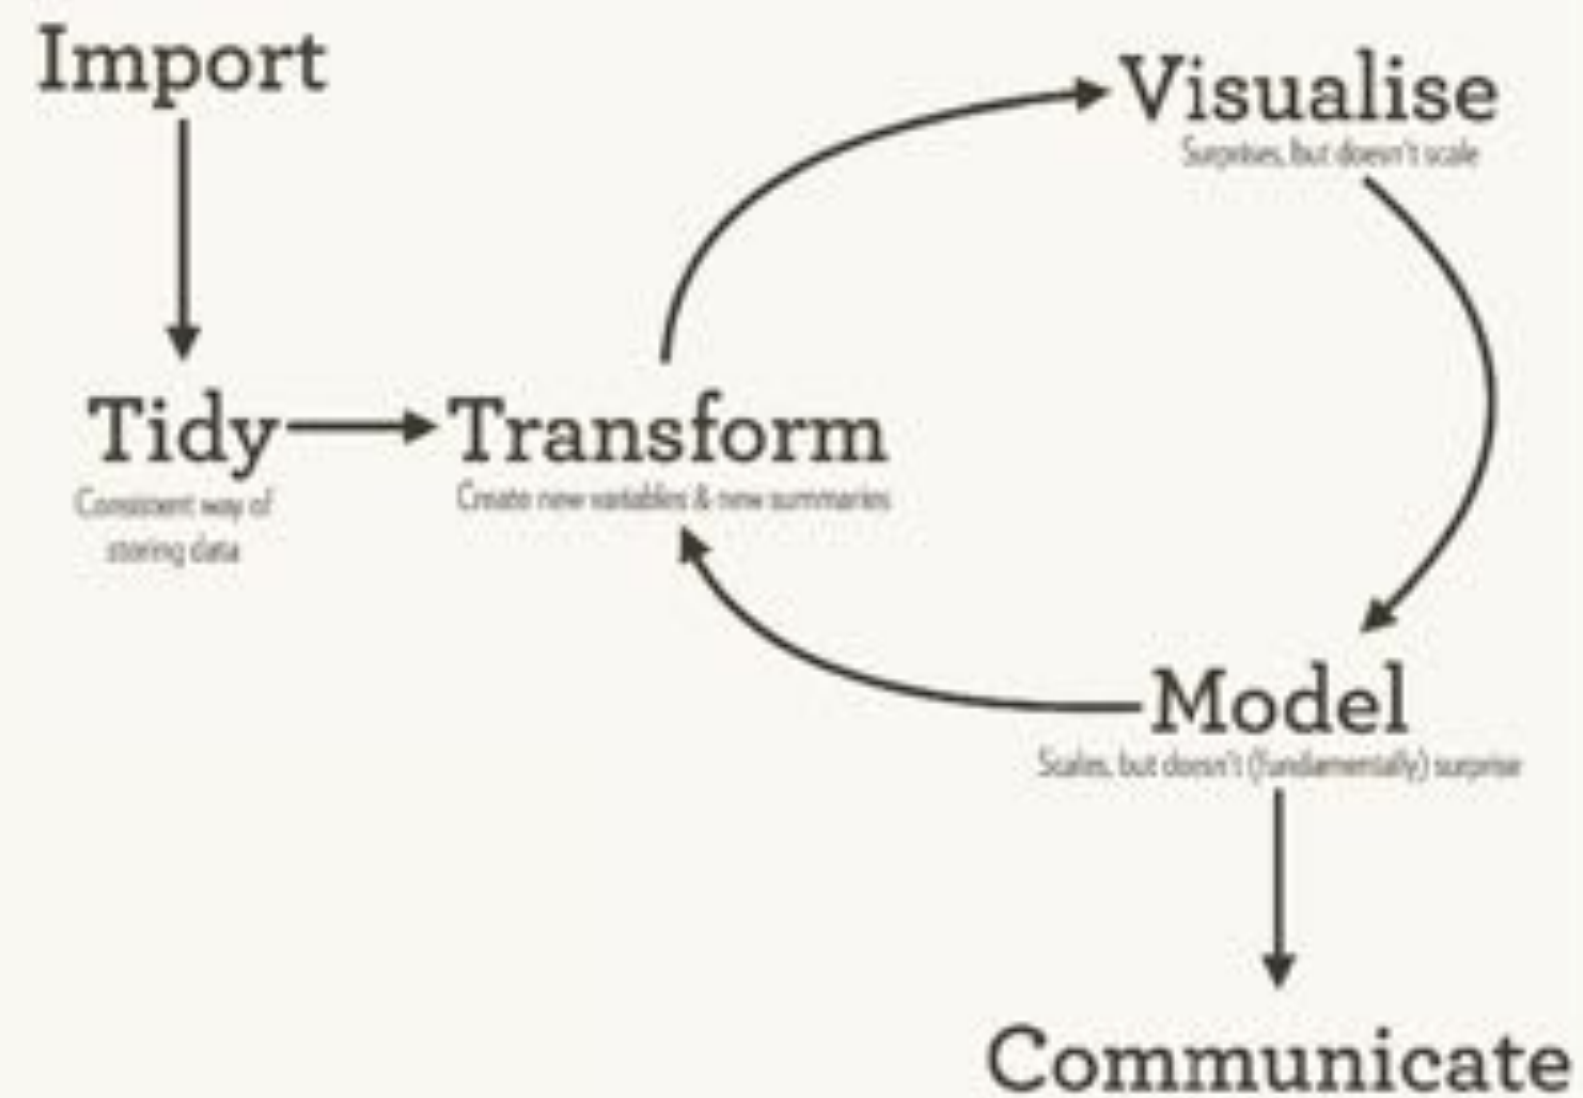 Import
Visualise
Surprises, but doesn't scale
Tidy
Consistent way of
storing data
Transform
Create new variables & new summaries
Model
Scales, but doesn't (fundamentally) surprise
Communicate